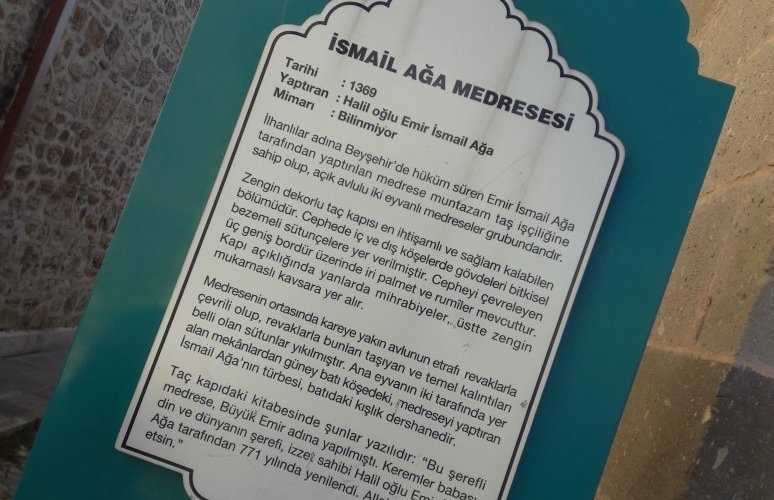 İSMAİL AĞA MEDRESESİ
Tarihi : 1369
Yaptıran : Halil oğlu Emir İsmail Ağa
Mimarı : Bilinmiyor
İlhanlılar adına Beyşehir'de hüküm süren Emir İsmail Ağa
tarafından yaptırılan medrese muntazam taş işçiliğine
sahip olup, açık avlulu iki eyvanlı medreseler grubundandır.
Zengin dekorlu taç kapısı en ihtişamlı ve sağlam kalabilen
bölümüdür. Cephede iç ve dış köşelerde gövdeleri bitkisel
bezemeli sütunçelere yer verilmiştir. Cepheyi çevreleyen
üç geniş bordür üzerinde iri palmet ve rumîler mevcuttur.
Kapı açıklığında yanlarda mihrabiyeler, üstte zengin
mukarnaslı kavsara yer alır.
Medresenin ortasında kareye yakın avlunun etrafı revaklarla
çevrili olup, revaklarla bunları taşıyan ve temel kalıntıları
belli olan sütunlar yıkılmıştır. Ana eyvanın iki tarafında yer
alan mekânlardan güney batı köşedeki, medreseyi yaptıran
İsmail Ağa'nın türbesi, batıdaki kışlık dershanedir.
Taç kapıdaki kitabesinde şunlar yazılıdır: "Bu şerefli
medrese, Büyük Emir adına yapılmıştı. Keremler babası
din ve dünyanın şerefi, izzet sahibi Halil oğlu Emir
Ağa tarafından 771 yılında yenilendi.
etsin."